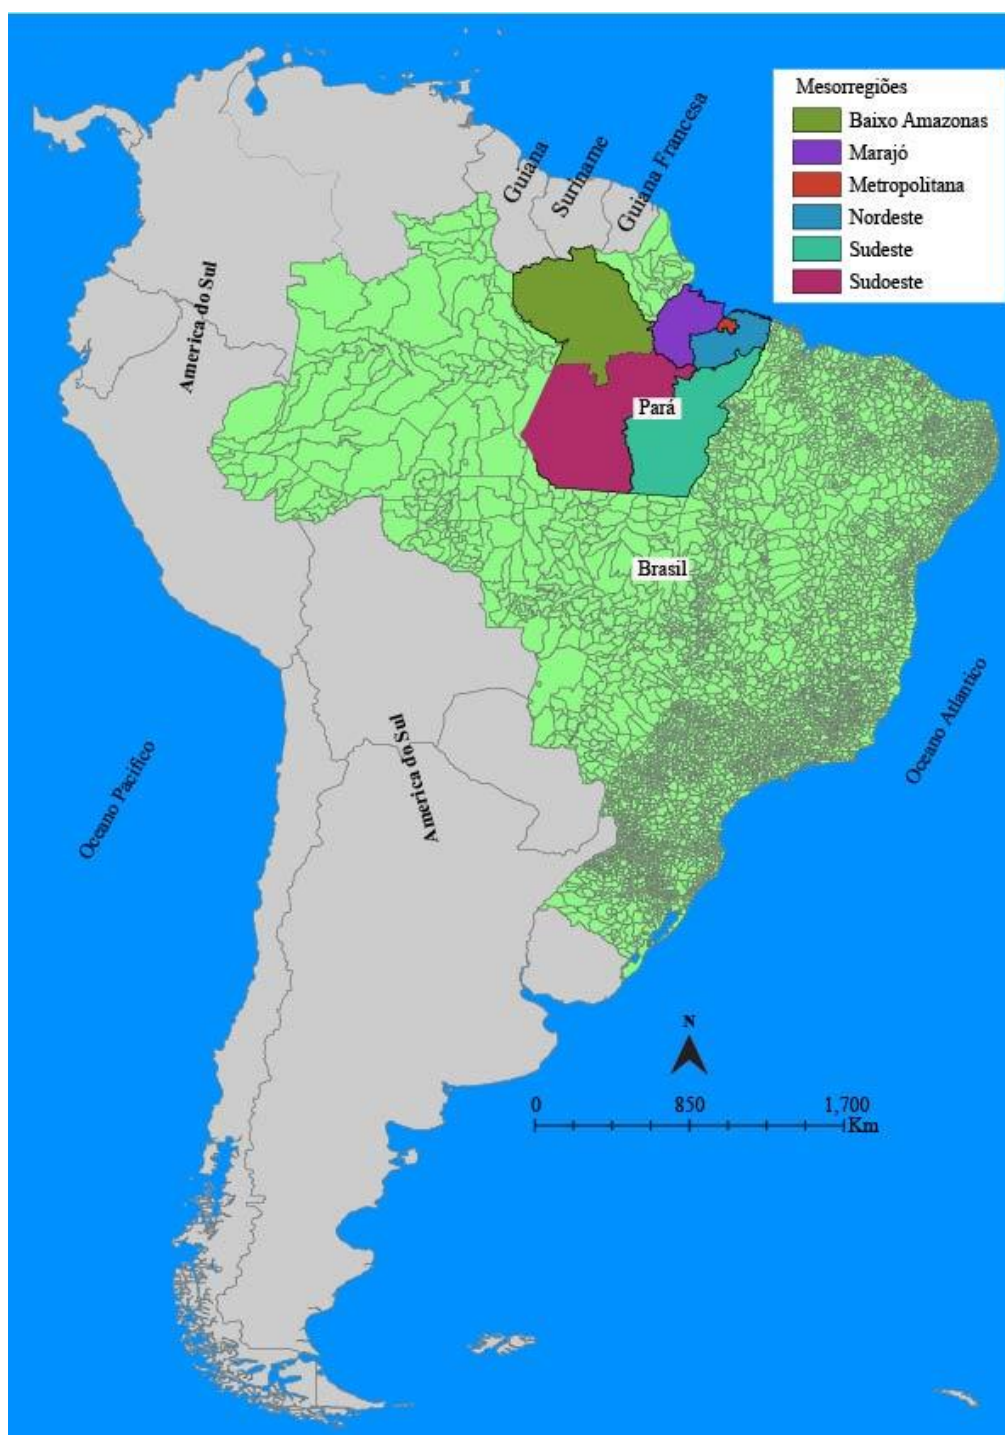 Mesorregiões
Baixo Amazonas
Marajó
Metropolitana
Nordeste
Sudeste
Sudoeste
Guiana
Suriname
Guiana Francesa
America do Sul
Pará
Brasil
Oceano Atlantico
America do Sul
Oceano Pacifico
N
0 850 1,700
Km